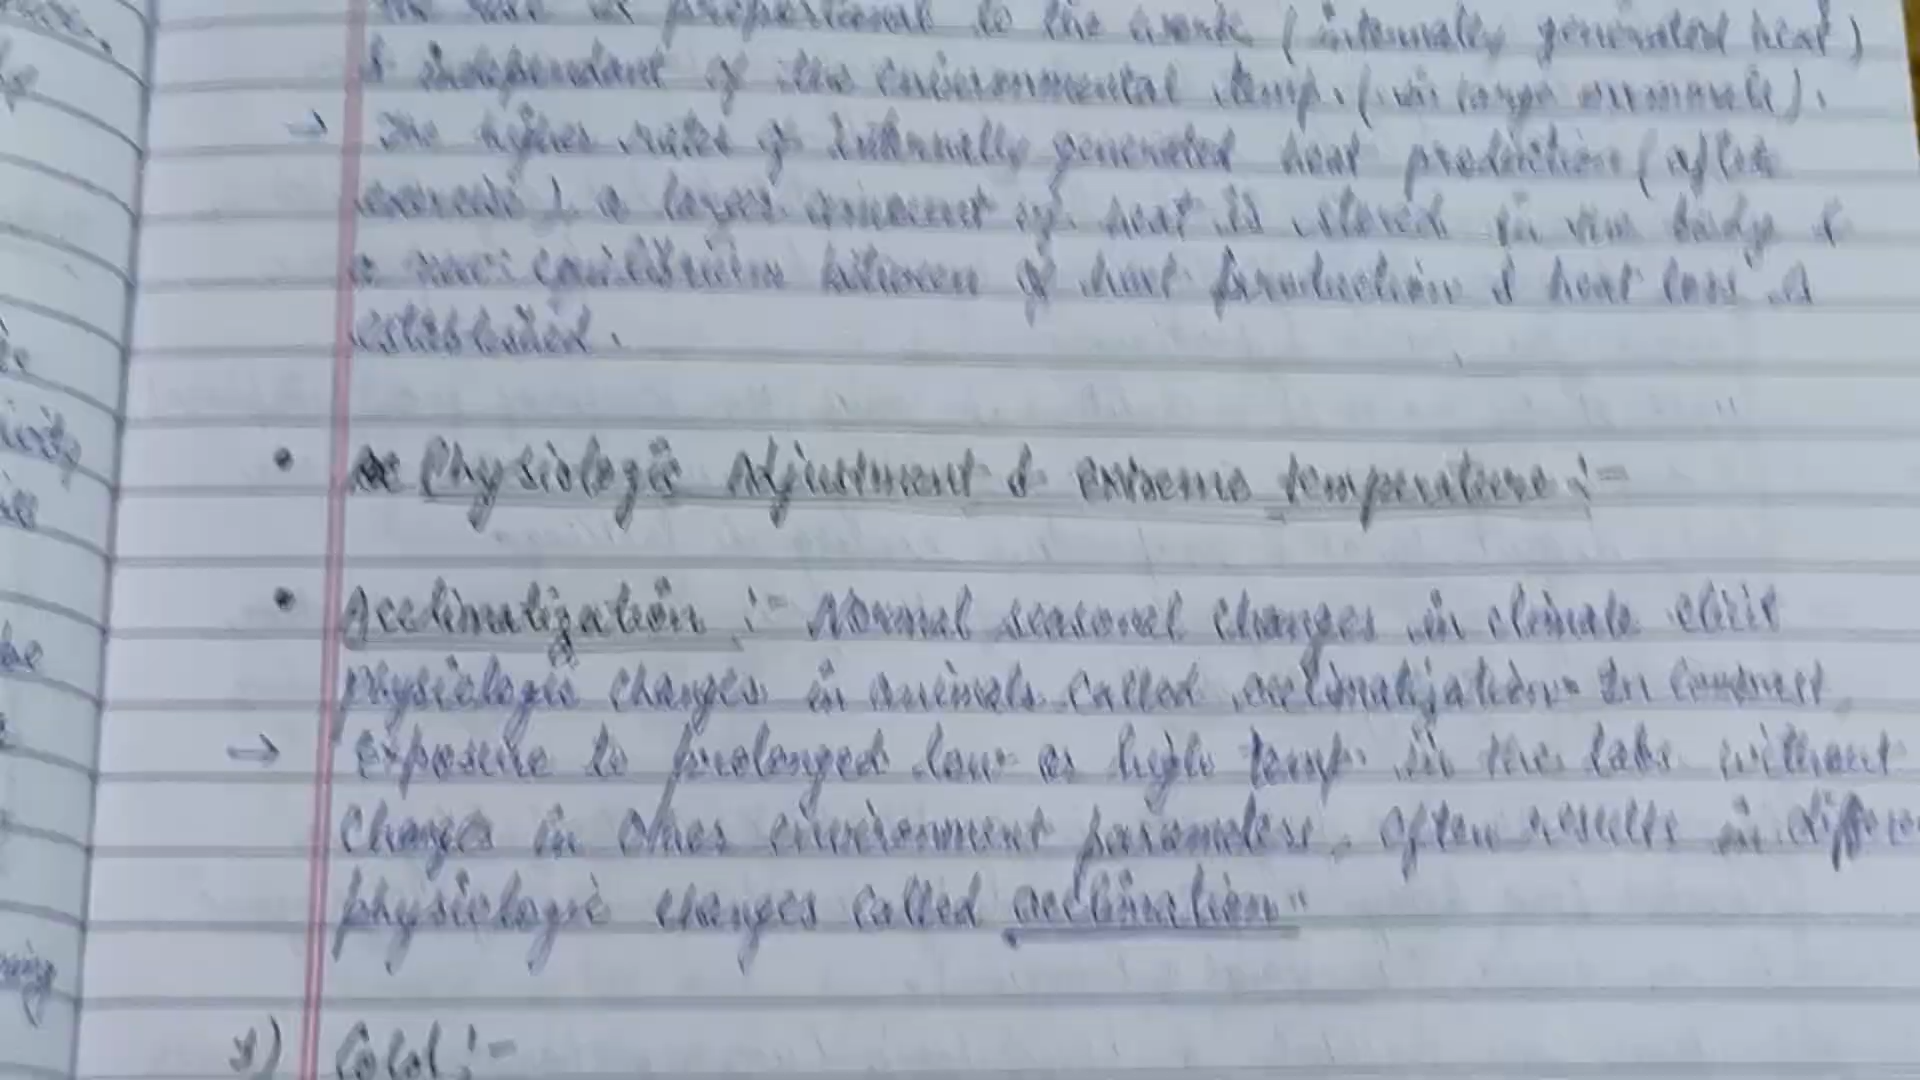 is proportional to the work (internally generated heat)
& independant of the environmental temp. (in large animals).
→ The higher rates of internally generated heat production (after
exercise), a larger amount of heat is stored in the body &
a new equilibrium between of heat production & heat loss is
established.
• Physiologic Adjustment & extreme temperature :-
• Acclimatization :- Normal seasonal changes in climate elicit
physiologic changes in animals called acclimatization. In contrast
→ exposure to prolonged low or high temp. in the labs without
changes in other environment parameters, often results in
physiologic changes called acclimation"
Cold :-